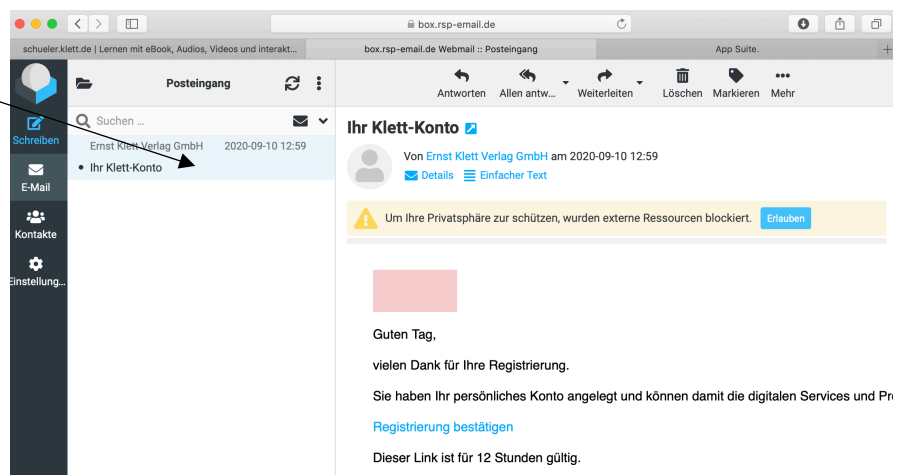 box.rsp-email.de
schueler.klett.de | Lernen mit eBook, Audios, Videos und interakt...
box.rsp-email.de Webmail :: Posteingang
App Suite.
Posteingang
Antworten
Allen antw...
Weiterleiten
Löschen
Markieren
Mehr
Schreiben
E-Mail
Kontakte
Einstellung...
Suchen ...
Ernst Klett Verlag GmbH 2020-09-10 12:59
Ihr Klett-Konto
Ihr Klett-Konto
Von Ernst Klett Verlag GmbH am 2020-09-10 12:59
Details Einfacher Text
Um Ihre Privatsphäre zur schützen, wurden externe Ressourcen blockiert. Erlauben
Guten Tag,
vielen Dank für Ihre Registrierung.
Sie haben Ihr persönliches Konto angelegt und können damit die digitalen Services und Pr
Registrierung bestätigen
Dieser Link ist für 12 Stunden gültig.